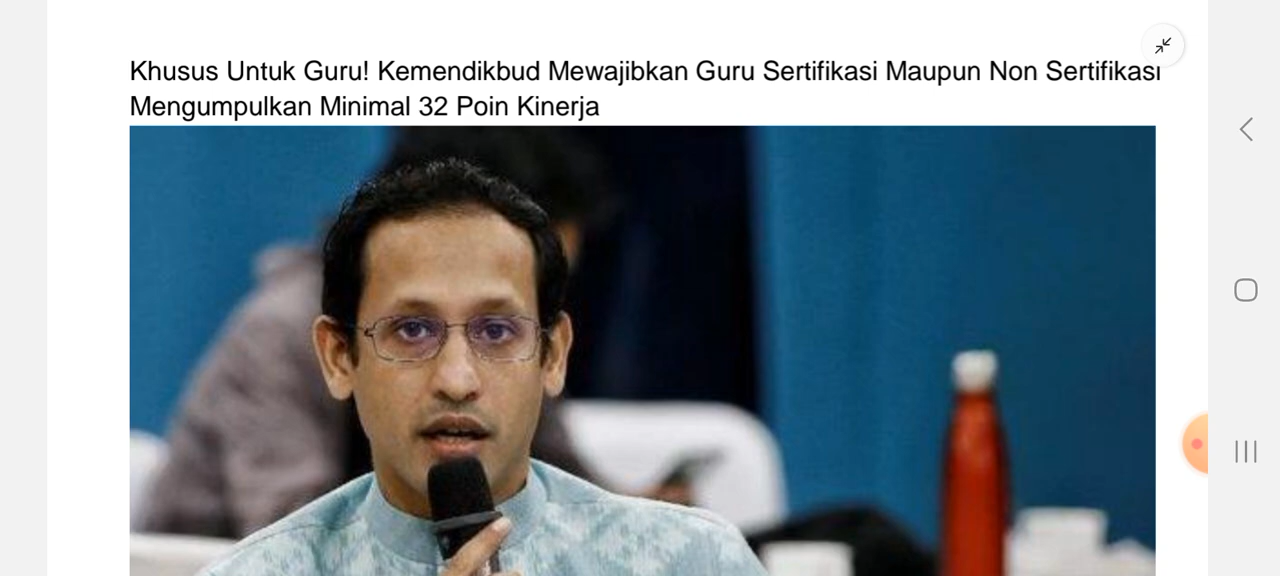 Khusus Untuk Guru! Kemendikbud Mewajibkan Guru Sertifikasi Maupun Non Sertifikasi
Mengumpulkan Minimal 32 Poin Kinerja